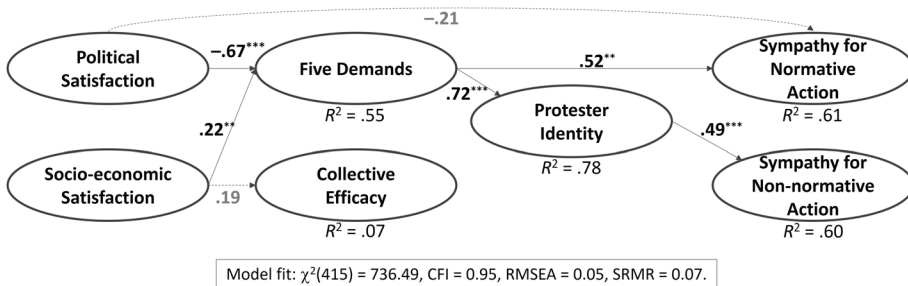 –.21
Political
Satisfaction
–.67***
Five Demands
R² = .55
.52**
Sympathy for
Normative
Action
R² = .61
.72***
Protester
Identity
R² = .78
.22**
.49***
Socio-economic
Satisfaction
.19
Collective
Efficacy
R² = .07
Sympathy for
Non-normative
Action
R² = .60
Model fit: χ²(415) = 736.49, CFI = 0.95, RMSEA = 0.05, SRMR = 0.07.